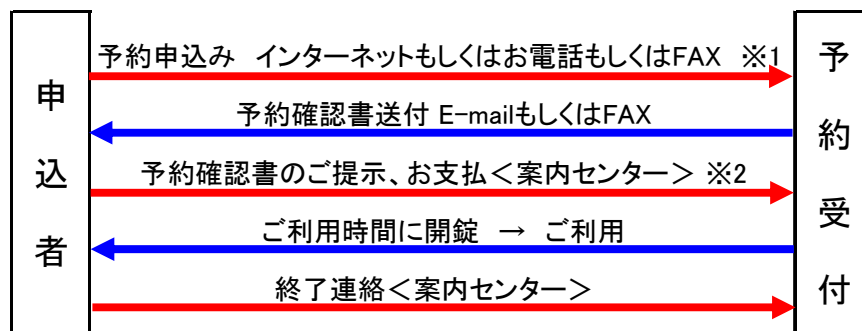 申込者
予約申込み インターネットもしくはお電話もしくはFAX ※1
予約確認書送付 E-mailもしくはFAX
予約確認書のご提示、お支払＜案内センター＞ ※2
ご利用時間に開錠 → ご利用
終了連絡＜案内センター＞
予約受付